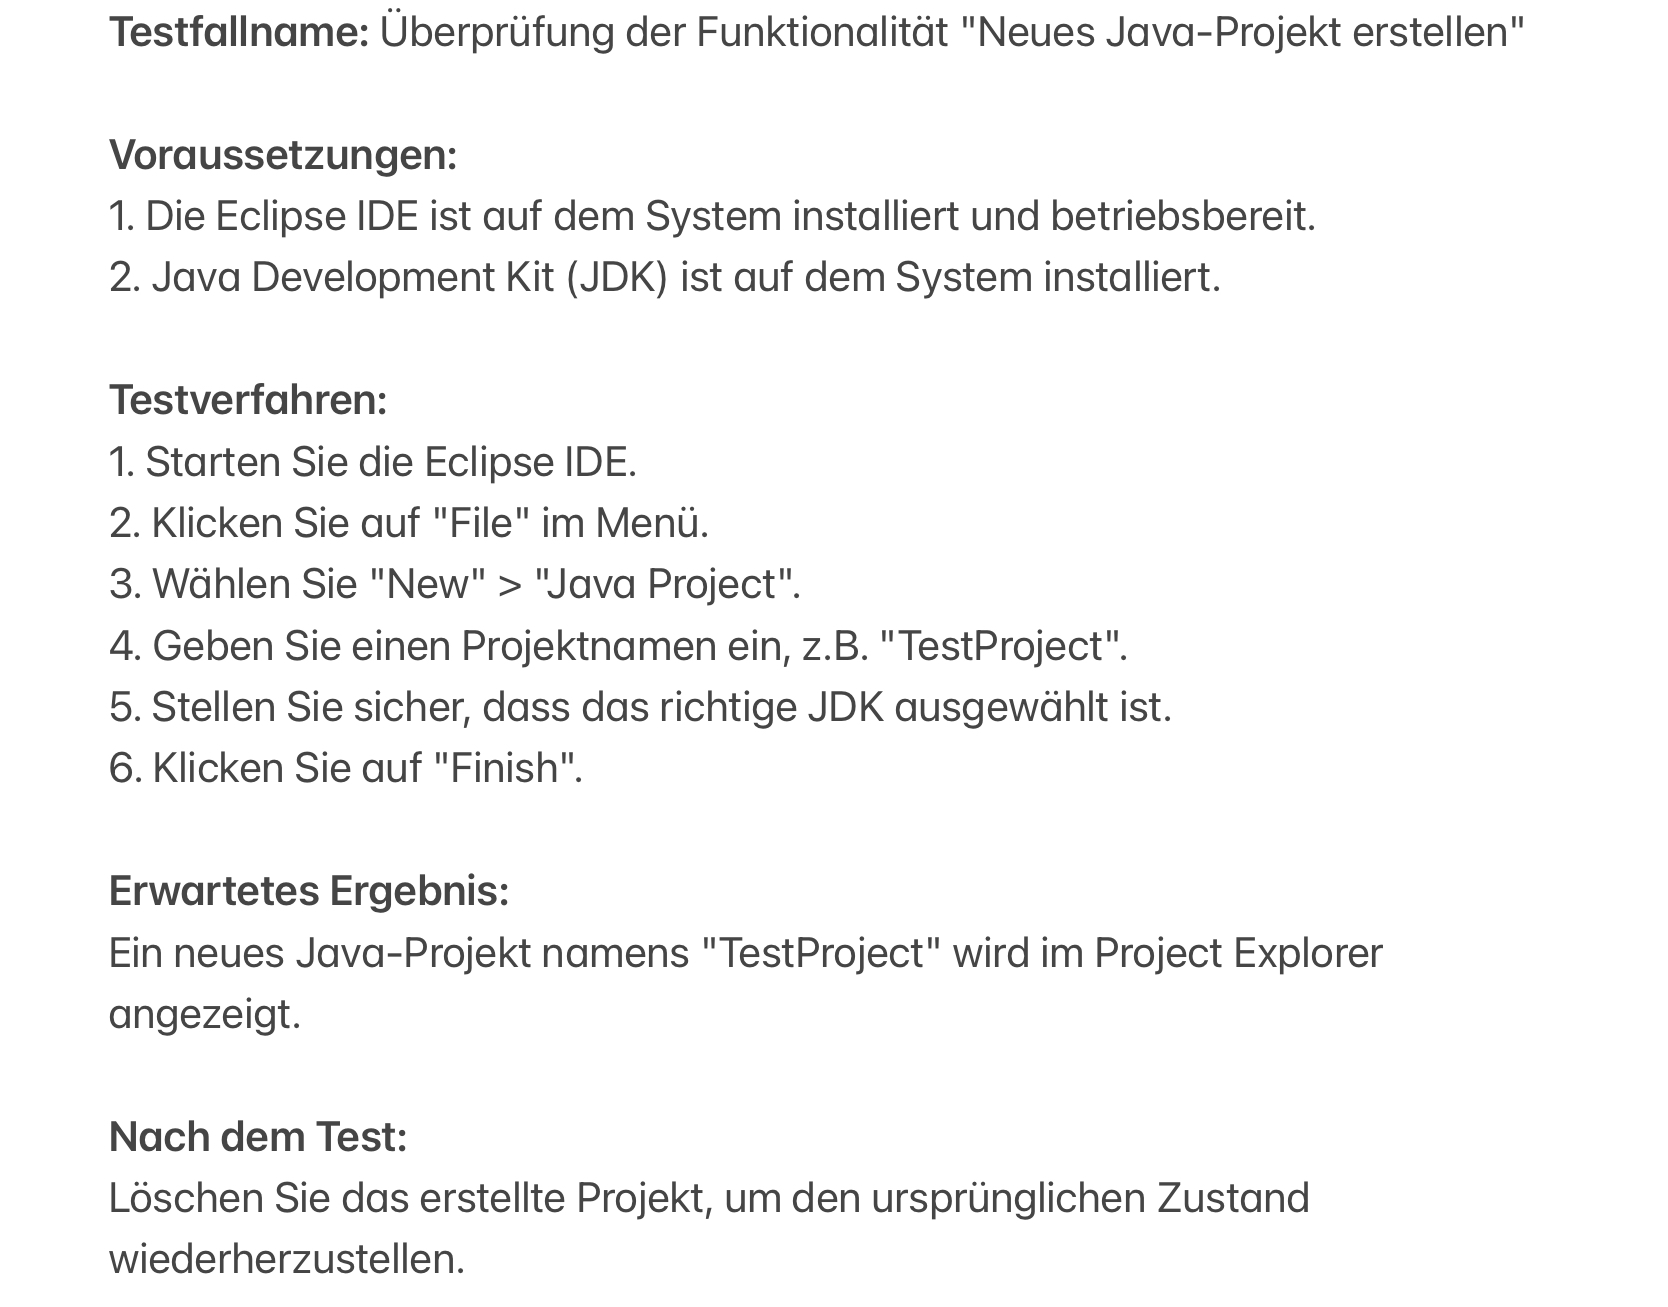 Testfallname: Überprüfung der Funktionalität "Neues Java-Projekt erstellen"
Voraussetzungen:
1. Die Eclipse IDE ist auf dem System installiert und betriebsbereit.
2. Java Development Kit (JDK) ist auf dem System installiert.
Testverfahren:
1. Starten Sie die Eclipse IDE.
2. Klicken Sie auf "File" im Menü.
3. Wählen Sie "New" > "Java Project".
4. Geben Sie einen Projektnamen ein, z.B. "TestProject".
5. Stellen Sie sicher, dass das richtige JDK ausgewählt ist.
6. Klicken Sie auf "Finish".
Erwartetes Ergebnis:
Ein neues Java-Projekt namens "TestProject" wird im Project Explorer
angezeigt.
Nach dem Test:
Löschen Sie das erstellte Projekt, um den ursprünglichen Zustand
wiederherzustellen.